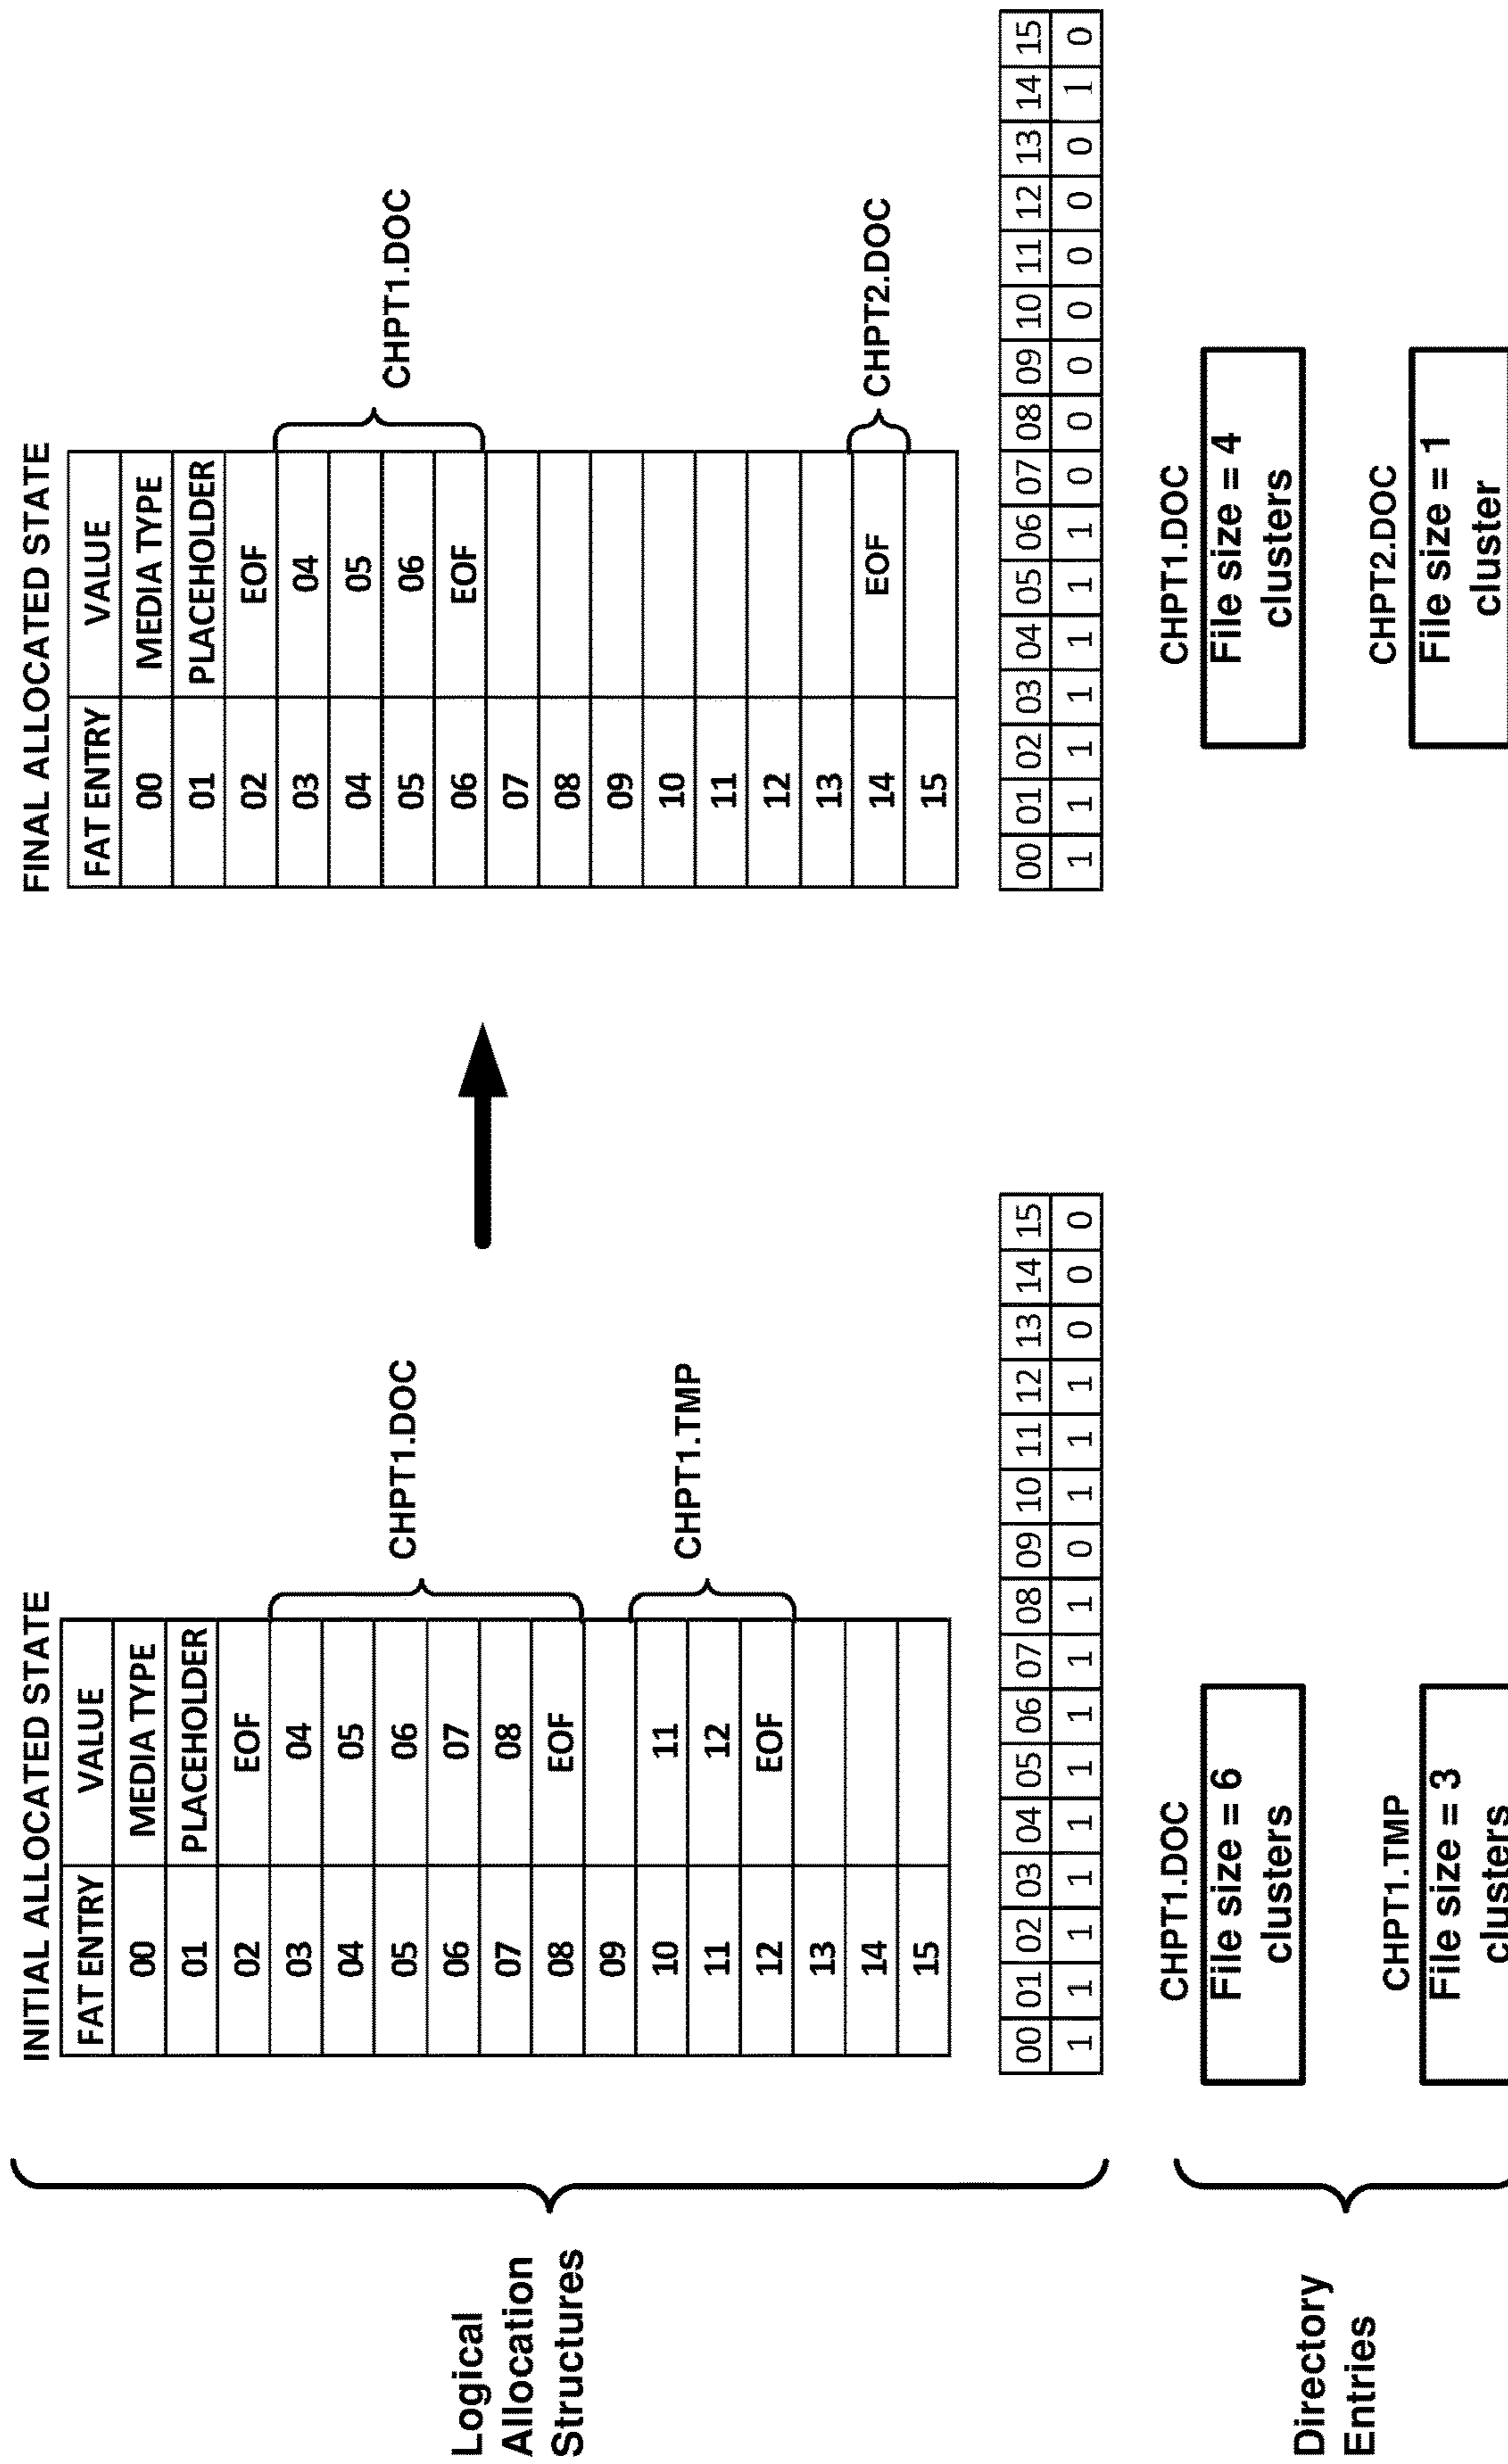 INITIAL ALLOCATED STATE
FAT ENTRY VALUE
00 MEDIA TYPE
01 PLACEHOLDER
02 EOF
03 04
04 05
05 06
06 07
07 08
08 EOF
09
10 11
11 12
12 EOF
13
14
15
CHPT1.DOC
CHPT1.TMP
00 01 02 03 04 05 06 07 08 09 10 11 12 13 14 15
1 1 1 1 1 1 1 1 1 0 1 1 1 0 0 0
Logical
Allocation
Structures
FINAL ALLOCATED STATE
FAT ENTRY VALUE
00 MEDIA TYPE
01 PLACEHOLDER
02 EOF
03 04
04 05
05 06
06 EOF
07
08
09
10
11
12
13
14 EOF
15
CHPT1.DOC
CHPT2.DOC
00 01 02 03 04 05 06 07 08 09 10 11 12 13 14 15
1 1 1 1 1 1 1 0 0 0 0 0 0 0 1 0
Directory
Entries
CHPT1.DOC
File size = 6
clusters
CHPT1.TMP
File size = 3
clusters
CHPT1.DOC
File size = 4
clusters
CHPT2.DOC
File size = 1
cluster